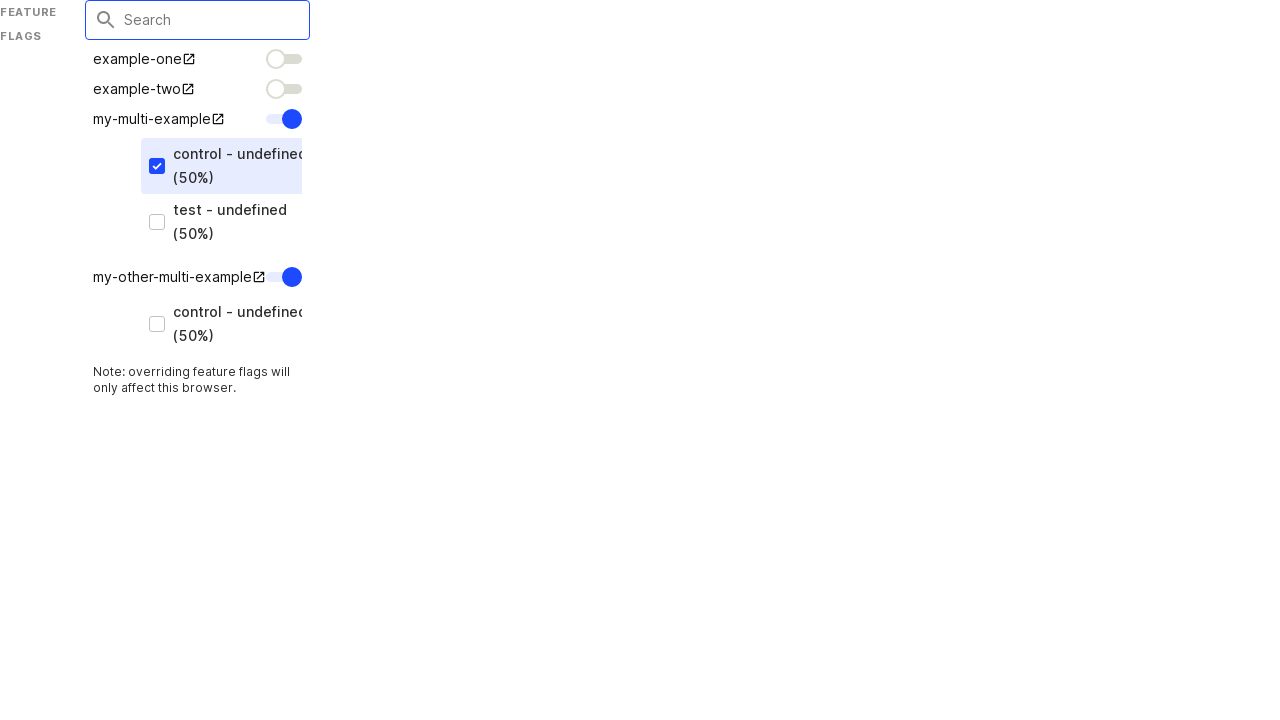 FEATURE
FLAGS
Search
example-one
example-two
my-multi-example
control - undefined
(50%)
test - undefined
(50%)
my-other-multi-example
control - undefined
(50%)
Note: overriding feature flags will
only affect this browser.